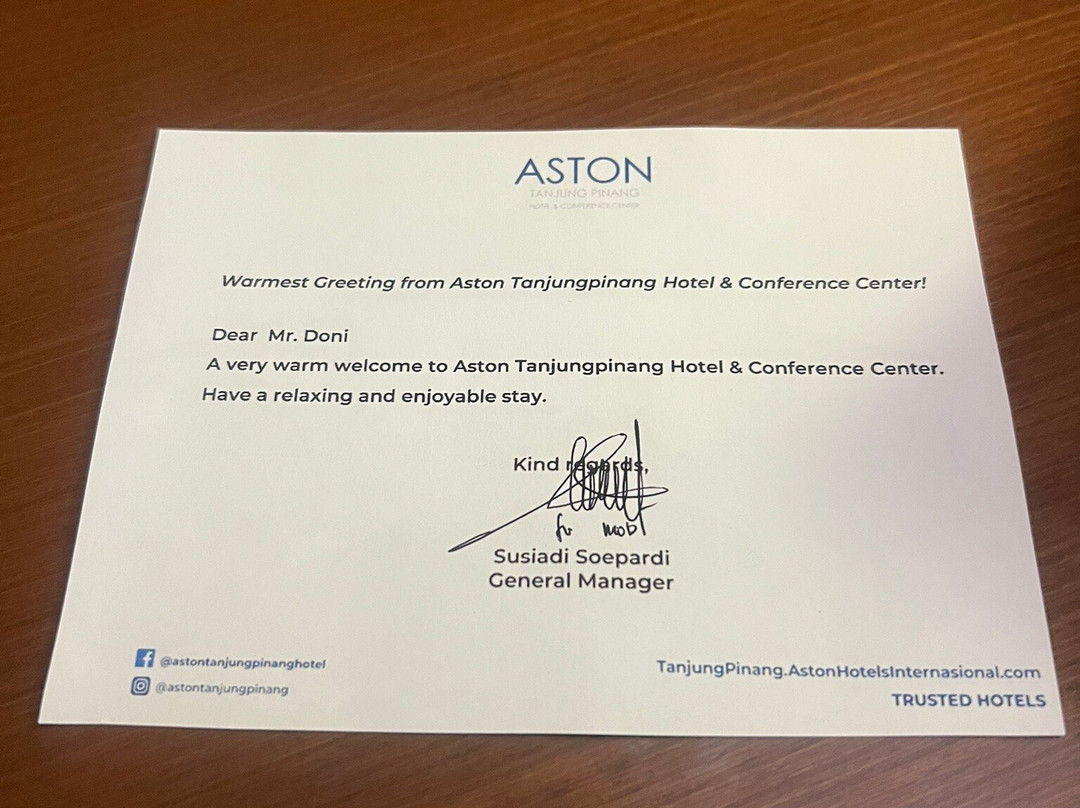 ASTON
TANJUNG PINANG
HOTEL & CONFERENCE CENTER
Warmest Greeting from Aston Tanjungpinang Hotel & Conference Center!
Dear Mr. Doni
A very warm welcome to Aston Tanjungpinang Hotel & Conference Center.
Have a relaxing and enjoyable stay.
Kind regards,
MOD
Susiadi Soepardi
General Manager
@astontanjungpinanghotel
@astontanjungpinang
TanjungPinang.AstonHotelsInternasional.com
TRUSTED HOTELS